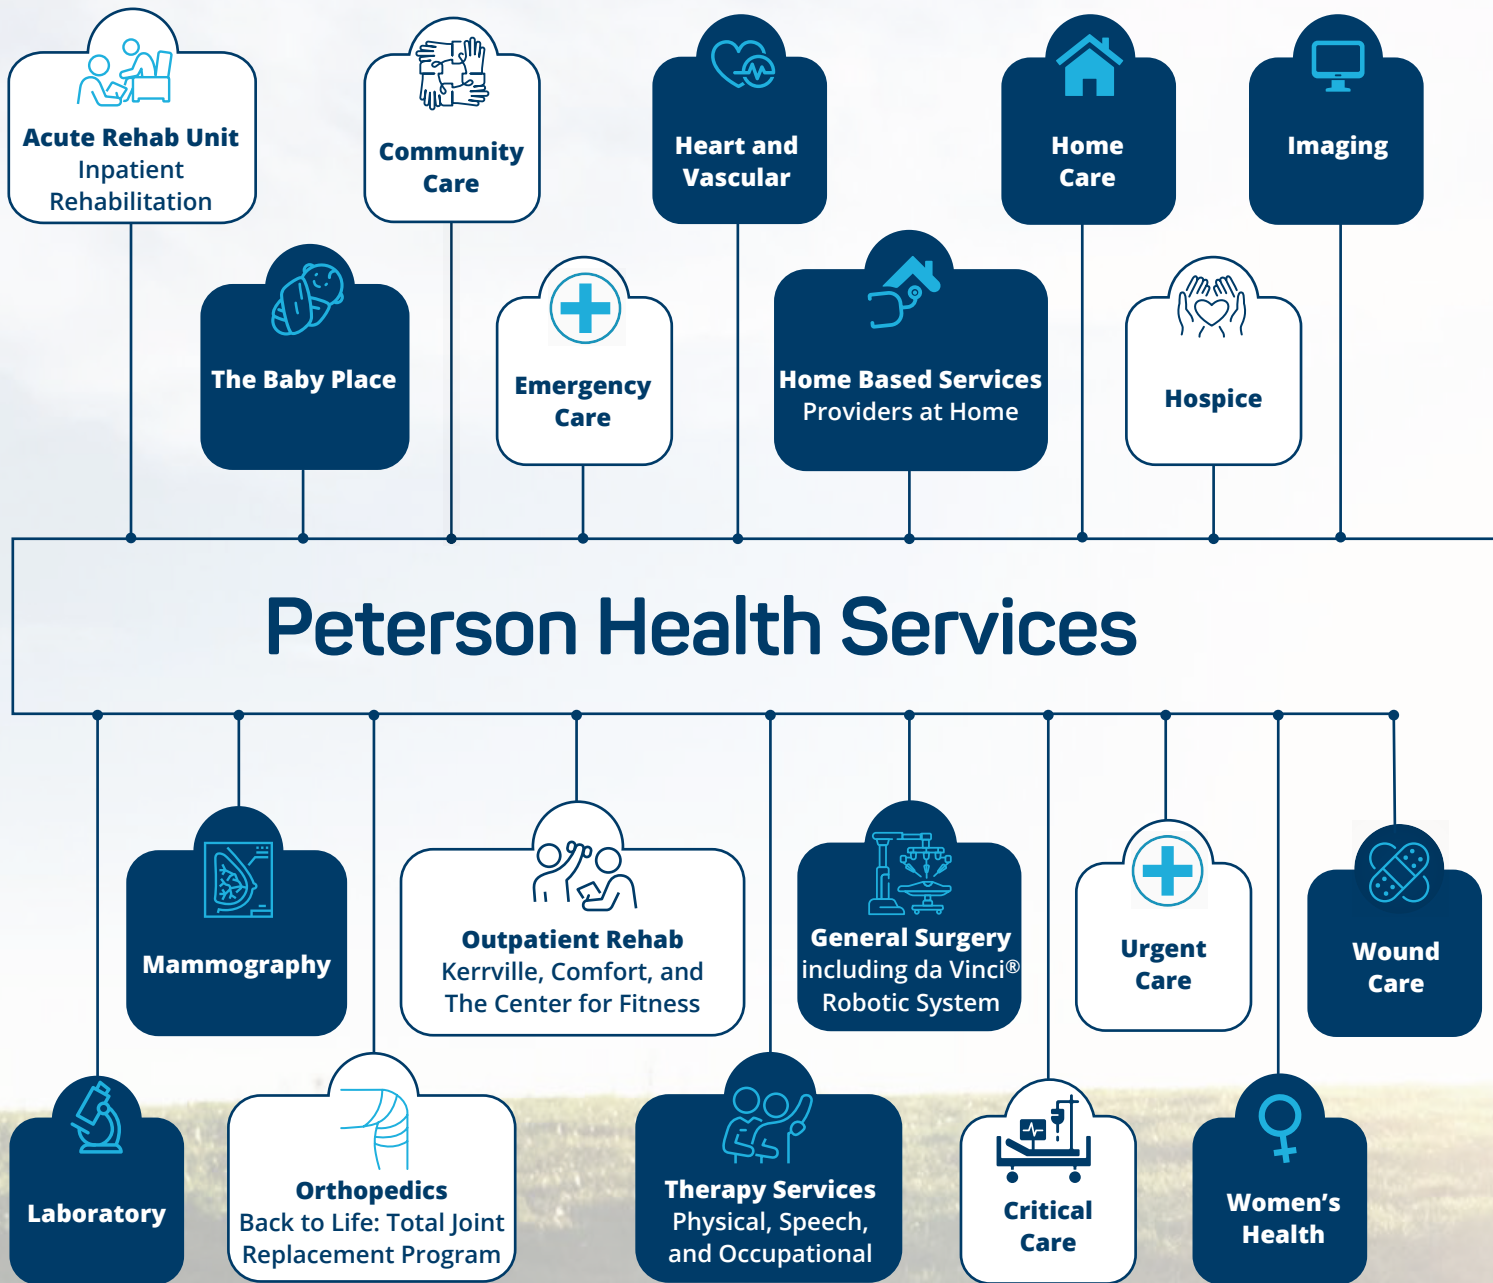 Acute Rehab Unit
Inpatient
Rehabilitation
Community
Care
Heart and
Vascular
Home
Care
Imaging
The Baby Place
Emergency
Care
Home Based Services
Providers at Home
Hospice
Peterson Health Services
Mammography
Outpatient Rehab
Kerrville, Comfort, and
The Center for Fitness
General Surgery
including da Vinci®
Robotic System
Urgent
Care
Wound
Care
Laboratory
Orthopedics
Back to Life: Total Joint
Replacement Program
Therapy Services
Physical, Speech,
and Occupational
Critical
Care
Women's
Health